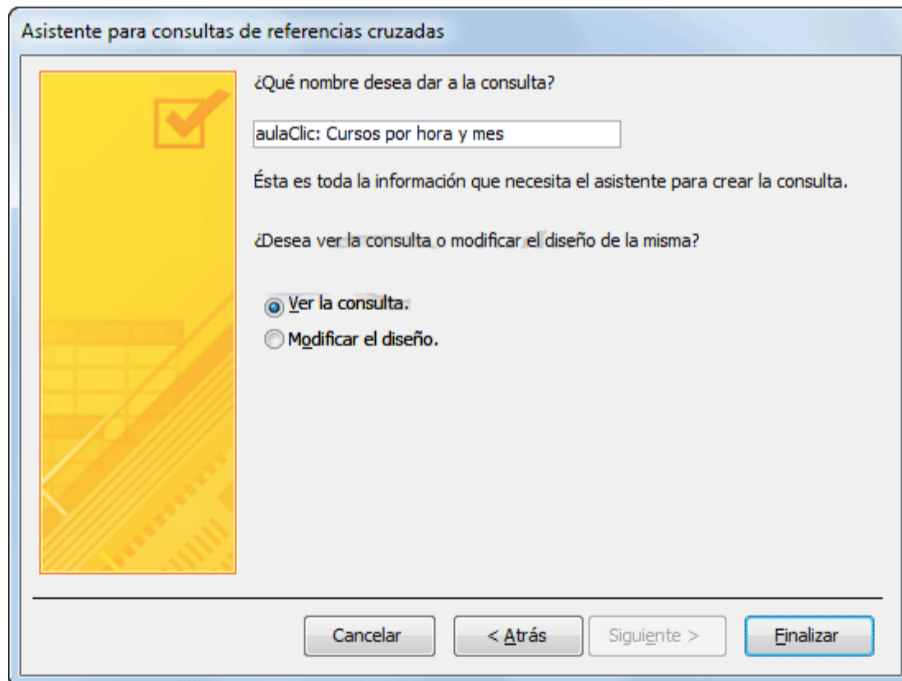 Asistente para consultas de referencias cruzadas
¿Qué nombre desea dar a la consulta?
aulaClic: Cursos por hora y mes
Ésta es toda la información que necesita el asistente para crear la consulta.
¿Desea ver la consulta o modificar el diseño de la misma?
Ver la consulta.
Modificar el diseño.
Cancelar < Atrás Siguiente > Finalizar